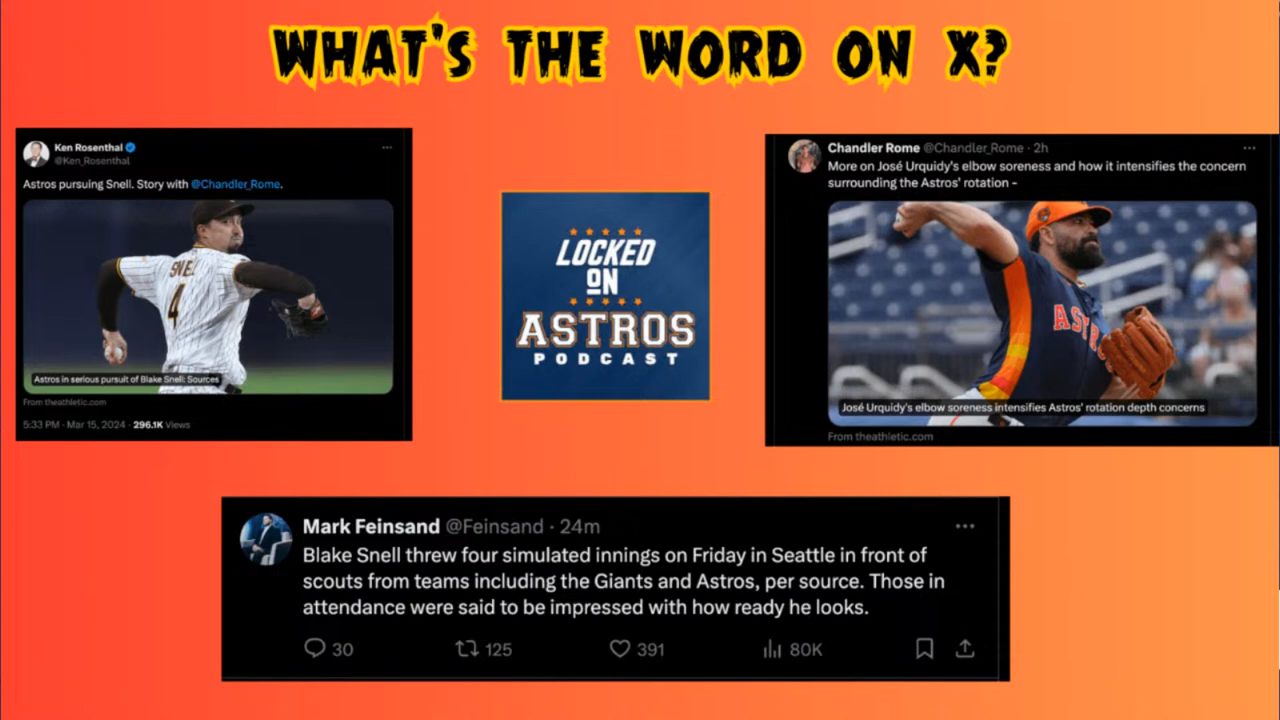 WHAT'S THE WORD ON X?
Ken Rosenthal
@Ken_Rosenthal
Astros pursuing Snell. Story with @Chandler_Rome.
SNELL
4
Astros in serious pursuit of Blake Snell: Sources
From theathletic.com
5:33 PM · Mar 15, 2024 · 296.1K Views
LOCKED
ON
ASTROS
PODCAST
Chandler Rome @Chandler_Rome · 2h
More on José Urquidy's elbow soreness and how it intensifies the concern
surrounding the Astros' rotation -
ASTROS
José Urquidy's elbow soreness intensifies Astros' rotation depth concerns
From theathletic.com
Mark Feinsand @Feinsand · 24m
Blake Snell threw four simulated innings on Friday in Seattle in front of
scouts from teams including the Giants and Astros, per source. Those in
attendance were said to be impressed with how ready he looks.
30 125 391 80K